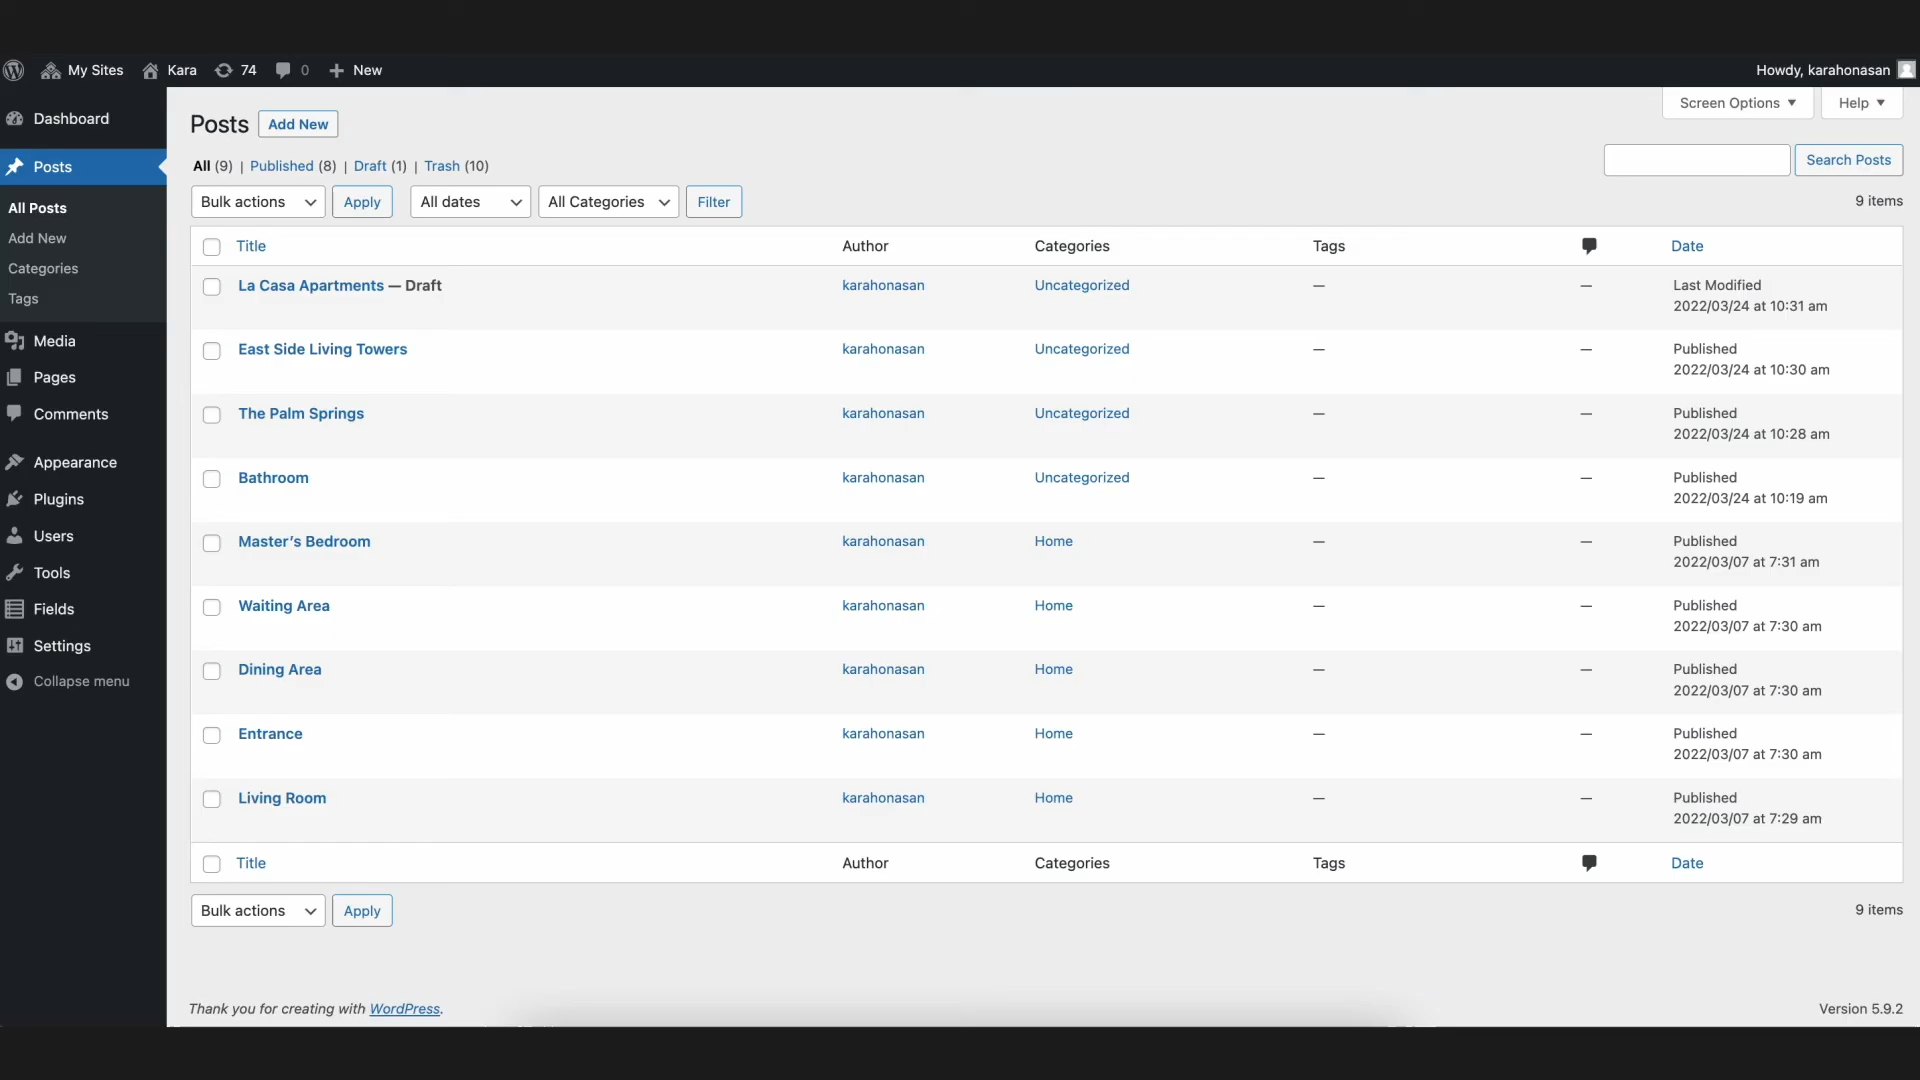 My Sites Kara 74 0 New Howdy, karahonasan
Screen Options ▼ Help ▼
Dashboard
Posts
All Posts
Add New
Categories
Tags
Media
Pages
Comments
Appearance
Plugins
Users
Tools
Fields
Settings
Collapse menu
Posts Add New
All (9) | Published (8) | Draft (1) | Trash (10)
Search Posts
Bulk actions Apply All dates All Categories Filter 9 items
Title Author Categories Tags Date
La Casa Apartments — Draft karahonasan Uncategorized — — Last Modified
2022/03/24 at 10:31 am
East Side Living Towers karahonasan Uncategorized — — Published
2022/03/24 at 10:30 am
The Palm Springs karahonasan Uncategorized — — Published
2022/03/24 at 10:28 am
Bathroom karahonasan Uncategorized — — Published
2022/03/24 at 10:19 am
Master’s Bedroom karahonasan Home — — Published
2022/03/07 at 7:31 am
Waiting Area karahonasan Home — — Published
2022/03/07 at 7:30 am
Dining Area karahonasan Home — — Published
2022/03/07 at 7:30 am
Entrance karahonasan Home — — Published
2022/03/07 at 7:30 am
Living Room karahonasan Home — — Published
2022/03/07 at 7:29 am
Title Author Categories Tags Date
Bulk actions Apply 9 items
Thank you for creating with WordPress. Version 5.9.2